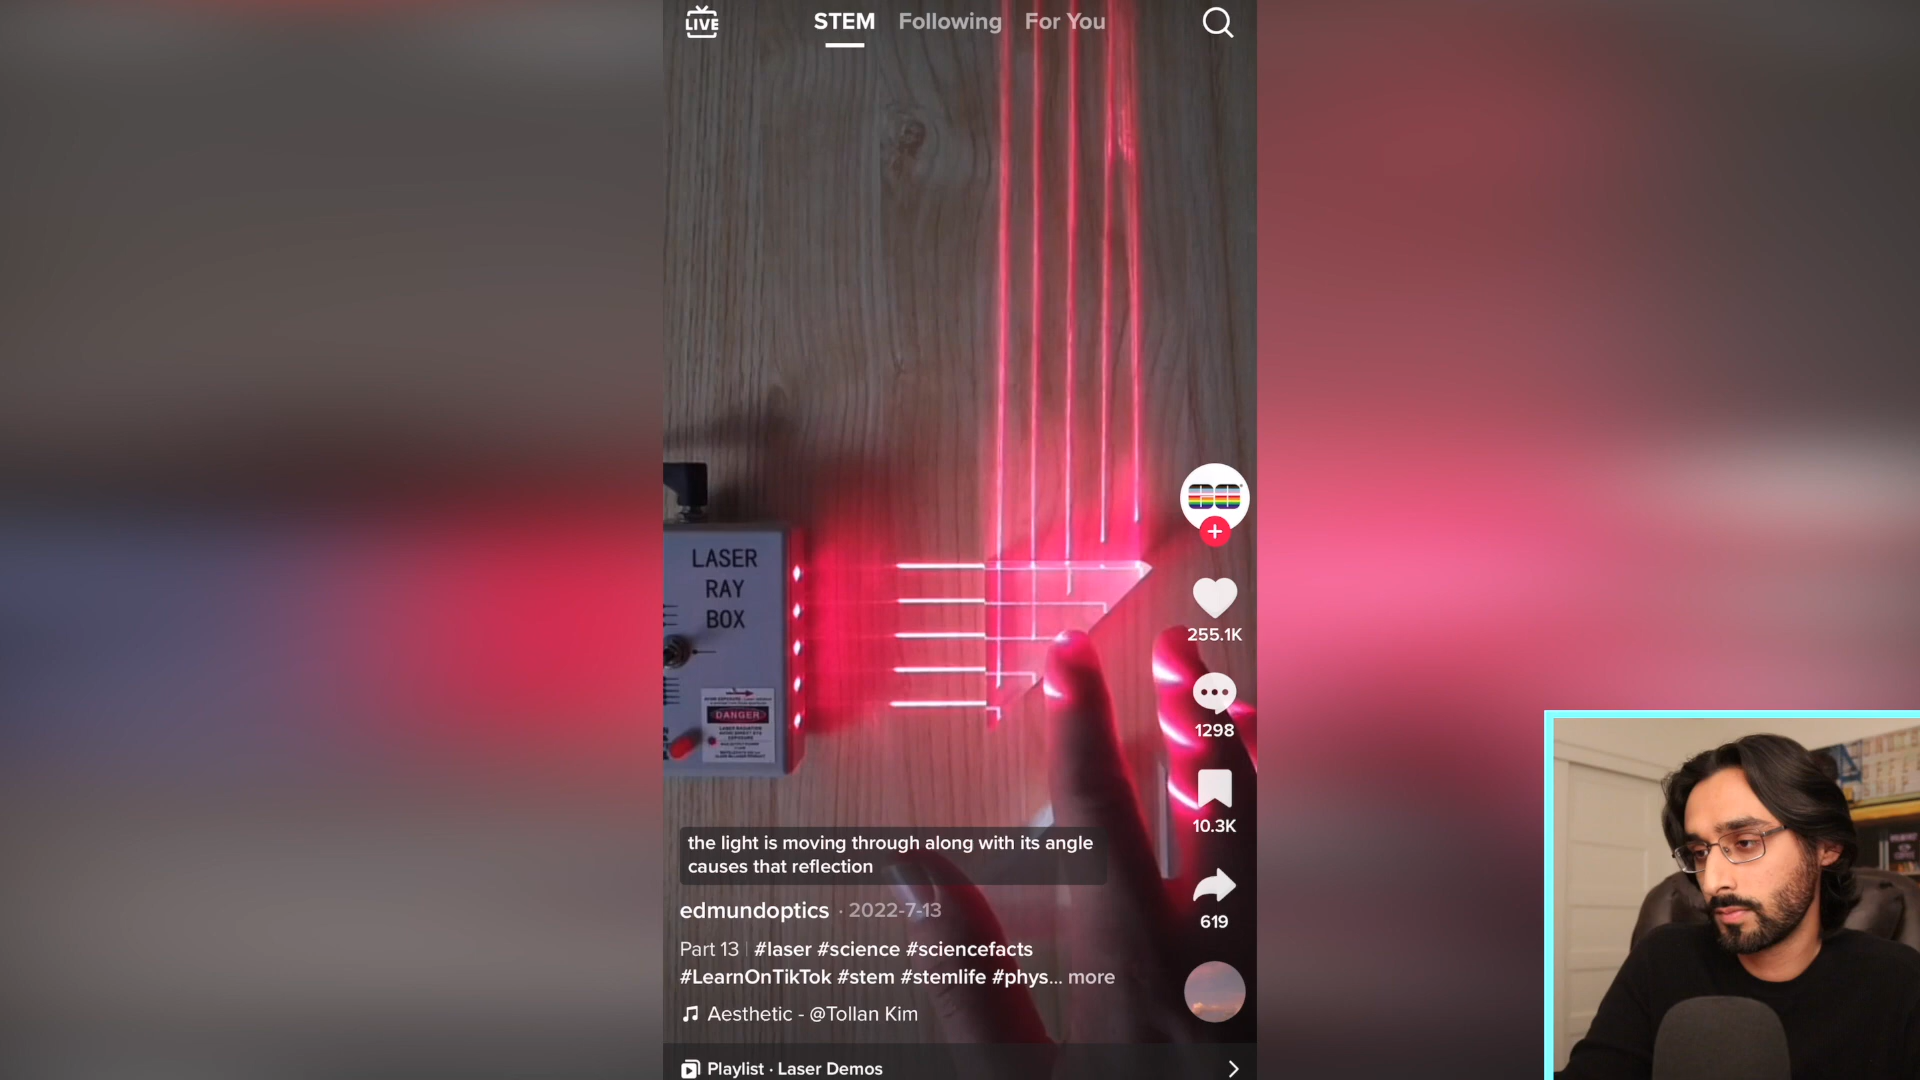 LIVE
STEM
Following
For You
LASER
RAY
BOX
DANGER
255.1K
1298
10.3K
619
the light is moving through along with its angle
causes that reflection
edmundoptics · 2022-7-13
Part 13 | #laser #science #sciencefacts
#LearnOnTikTok #stem #stemlife #phys... more
Aesthetic - @Tollan Kim
Playlist · Laser Demos